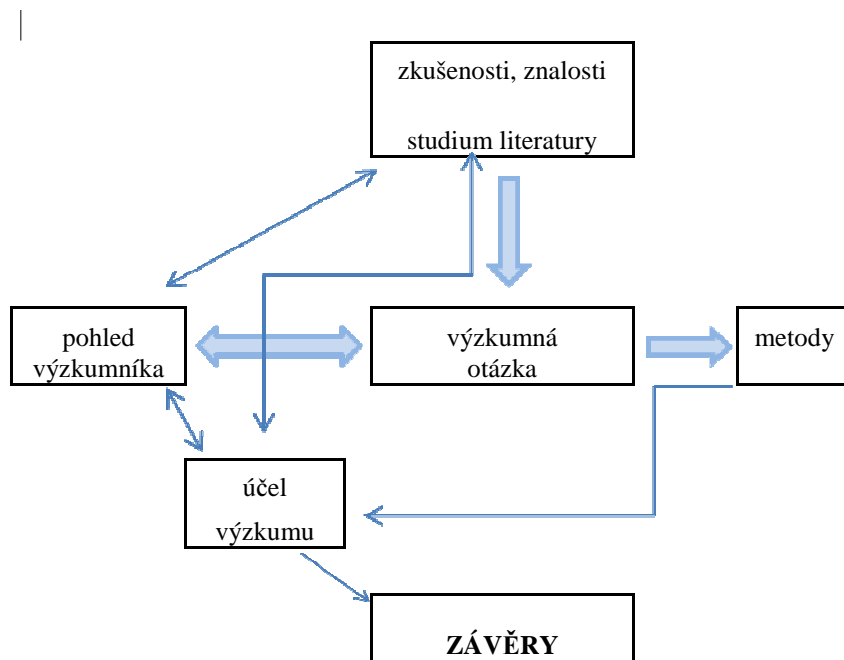 zkušenosti, znalosti
studium literatury
pohled
výzkumníka
výzkumná
otázka
metody
účel
výzkumu
ZÁVĚRY